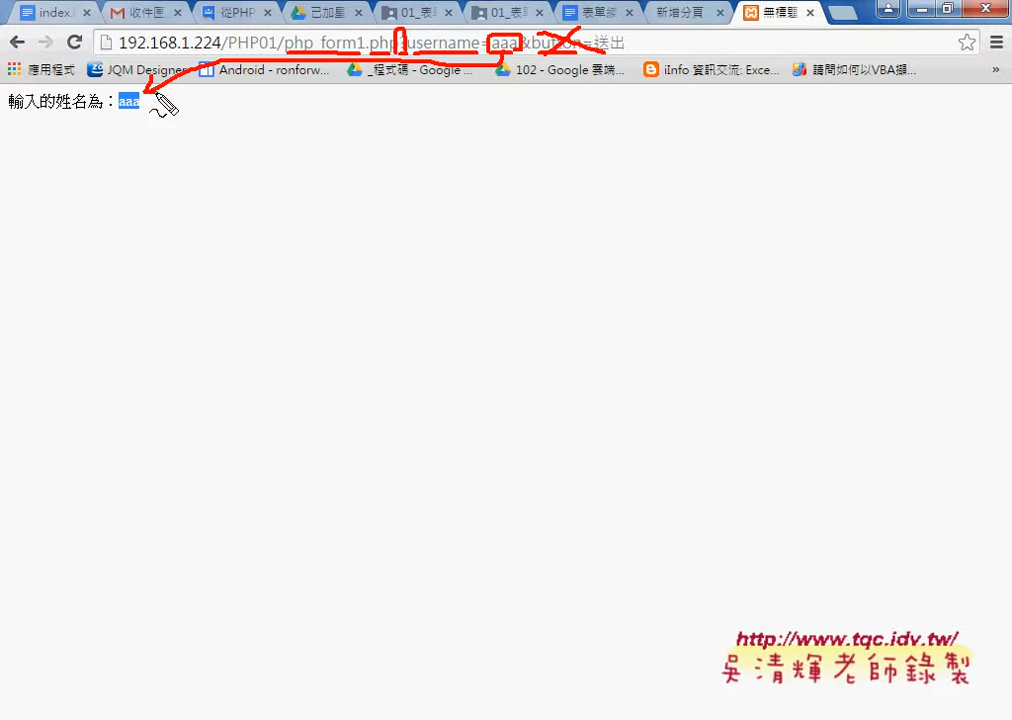 index.
收件匣
從PHP
已加星
01_表
01_表
表單
新增分頁
無標題
192.168.1.224/PHP01/php_form1.php?username=aaa&button=送出
應用程式
JQM Designer
Android - ronforw...
_程式碼 - Google ...
102 - Google 雲端...
iInfo 資訊交流: Exce...
請問如何以VBA擷...
»
輸入的姓名為：aaa
http://www.tqc.idv.tw/
吳清輝老師錄製